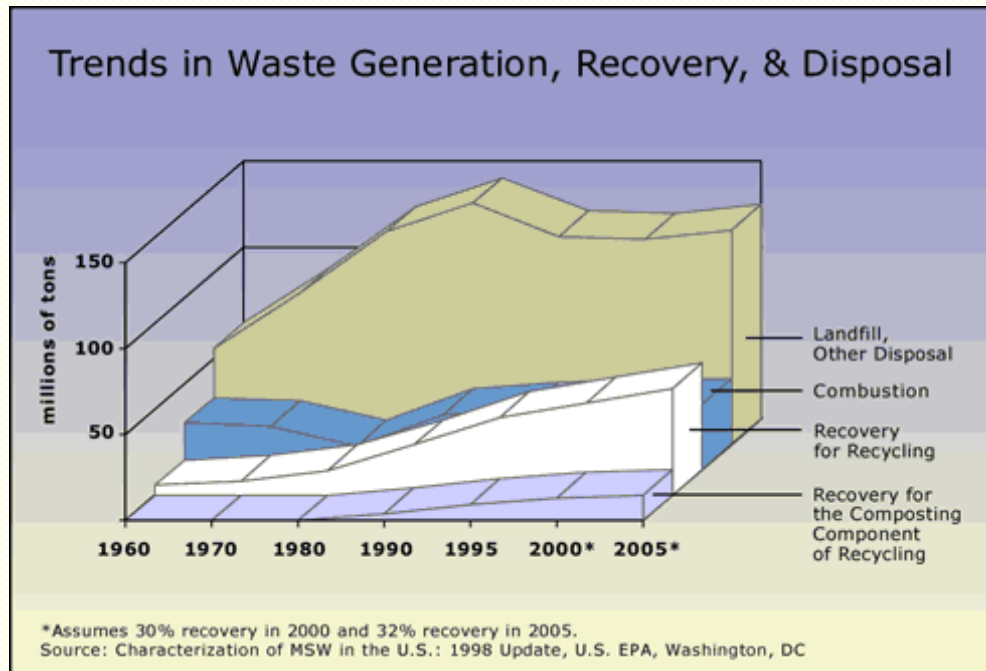 Trends in Waste Generation, Recovery, & Disposal
millions of tons
150
100
50
Landfill,
Other Disposal
Combustion
Recovery
for Recycling
Recovery for
the Composting
Component
of Recycling
1960 1970 1980 1990 1995 2000* 2005*
*Assumes 30% recovery in 2000 and 32% recovery in 2005.
Source: Characterization of MSW in the U.S.: 1998 Update, U.S. EPA, Washington, DC